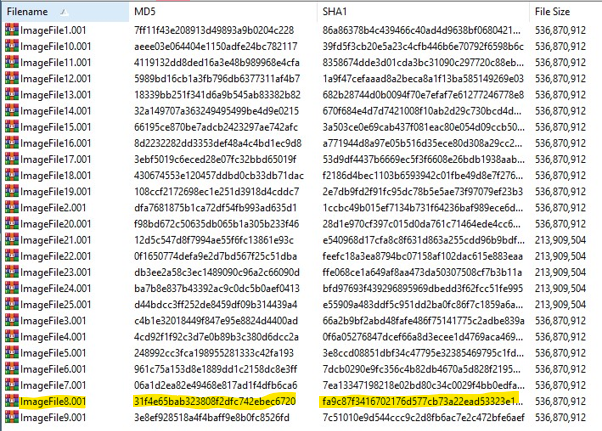 Filename MD5 SHA1 File Size
ImageFile1.001 7ff11f43e208913d49893a9b0204c228 86a86378b4c439466c40ad4d9638bf0680421... 536,870,912
ImageFile10.001 aeee03e064404e1150adfe24bc782117 39fd5f3cb20e5a23c4cfb446b6e70792f6598b6c 536,870,912
ImageFile11.001 4119132dd8ded16a3e48b989968e4cfa 8358674dde3d01cda3bc31090c297720c88eb... 536,870,912
ImageFile12.001 5989bd16cb1a3fb796db6377311af4b7 1a9f47cefaaad8a2beca8a1f13ba585149269e03 536,870,912
ImageFile13.001 18339bb251f341d6a9b545ab83382b82 682b28744d0b0094f70e7efaf7e61277246778e8 536,870,912
ImageFile14.001 32a149707a363249495499be4d9e0215 670f684e4d7d7421008f10ab2d29c730bcd4d... 536,870,912
ImageFile15.001 66195ce870be7adcb2423297ae742afc 3a503ce0e69cab437f081eac80e054d09ccb50... 536,870,912
ImageFile16.001 8d2232282dd3353def48a4c4bd1ec9d8 a771944d8a97e05b516d35ece80d308a29cc2... 536,870,912
ImageFile17.001 3ebf5019c6eced28e07fc32bbd65019f 53d9df4437b6669ec5f3f6608e26bdb1938aab... 536,870,912
ImageFile18.001 430674553e120457ddbd0cb33db71dac f2186d4bec1103b6593942c01fbe49d8e7f276... 536,870,912
ImageFile19.001 108ccf2172698ec1e251d3918d4cddc7 2e7db9fd2f91fc95dc78b5e5ae73f97079ef23b3 536,870,912
ImageFile2.001 dfa7681875b1ca72df54fb993ad635d1 1ccbc49b015ef7134b731f64236baf989ece6d... 536,870,912
ImageFile20.001 f98bd672c50635db065b1a305b233f46 28d1e970cf397c015d0da761c71464ede4cc6... 536,870,912
ImageFile21.001 12d5c547d8f7994ae55f6fc13861e93c e540968d17cfa8c8f631d863a255cdd96b9bdf... 213,909,504
ImageFile22.001 0f1650774defa9e2d7bd567f25c51dba feefc18a3ea8794bc07158af102dac615e883eaa 213,909,504
ImageFile23.001 db3ee2a58c3ec1489090c96a2c66090d ffe068ce1a649af8aa473da50307508cf7b3b11a 213,909,504
ImageFile24.001 ba7b8e837b43392ac9c0dc5b0aef0413 bfd97693f439296895969dbedd3f62fcc51fe995 213,909,504
ImageFile25.001 d44bdcc3ff252de8459df09b314439a4 e55909a483ddf5c951dd2ba0fc86f7c1859a6a... 213,909,504
ImageFile3.001 c4b1e32018449f847e95e8824d4400ad 66a2b9bf2abd48fafe486f75141775c2adbe839a 536,870,912
ImageFile4.001 4cd92f1f92c3d7e0b89b3c380d6dcc2a 0f6a05276847dcef66a8d3ecee1d4769aca469... 536,870,912
ImageFile5.001 248992cc3fca198955281333c42fa193 3e8ccd08851dbf34c47795e32385469795c1fd... 536,870,912
ImageFile6.001 961c75a153d8e1889dd1c2158dc8e3ff 7dcb0290e9fc356c4b82db4670a5d828f2195... 536,870,912
ImageFile7.001 06a1d2ea82e49468e817ad1f4dfb6ca6 7ea13347198218e02bd80c34c0029f4bb0edfa... 536,870,912
ImageFile8.001 31f4e65bab323808f2dfc742ebec6720 fa9c87f3416702176d577cb73a22ead53323e1... 536,870,912
ImageFile9.001 3e8ef928518a4f4baff9e8b0fc8526fd 7c51010e9d544ccc9c2d8fb6ac7e2c472bfe6aef 536,870,912